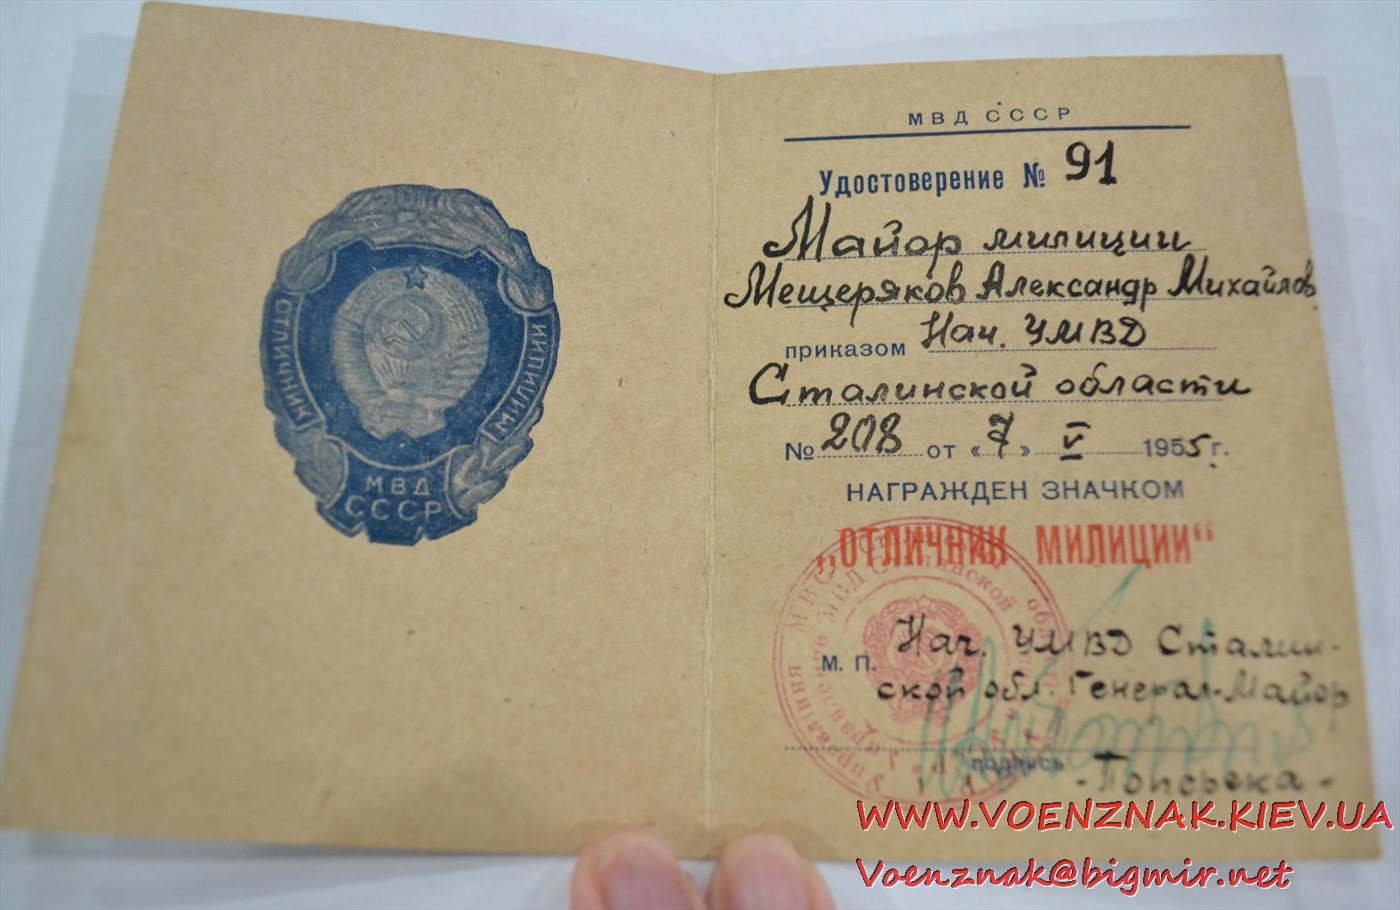 ОТЛИЧНИК
МИЛИЦИИ
МВД
СССР
МВД СССР
Удостоверение № 91
Майор милиции
Мещеряков Александр Михайлов
приказом Нач. УМВД
Сталинской области
№ 208 от «7» V 1955 г.
НАГРАЖДЕН ЗНАЧКОМ
„ОТЛИЧНИК МИЛИЦИИ“
Нач. УМВД Сталин-
м. п.
ской обл. Генерал-Майор
подпись
WWW.VOENZNAK.KIEV.UA
Voenznak@bigmir.net